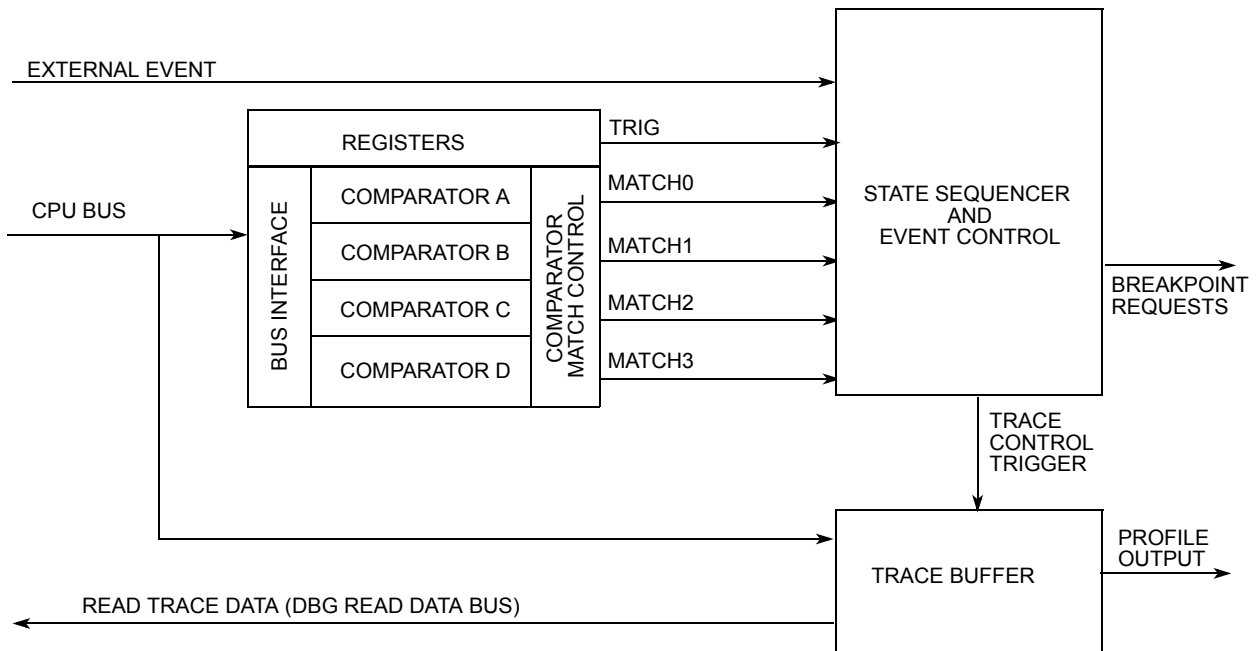 EXTERNAL EVENT
REGISTERS
TRIG
CPU BUS
BUS INTERFACE
COMPARATOR A
COMPARATOR B
COMPARATOR C
COMPARATOR D
COMPARATOR
MATCH CONTROL
MATCH0
MATCH1
MATCH2
MATCH3
STATE SEQUENCER
AND
EVENT CONTROL
BREAKPOINT
REQUESTS
TRACE
CONTROL
TRIGGER
TRACE BUFFER
PROFILE
OUTPUT
READ TRACE DATA (DBG READ DATA BUS)